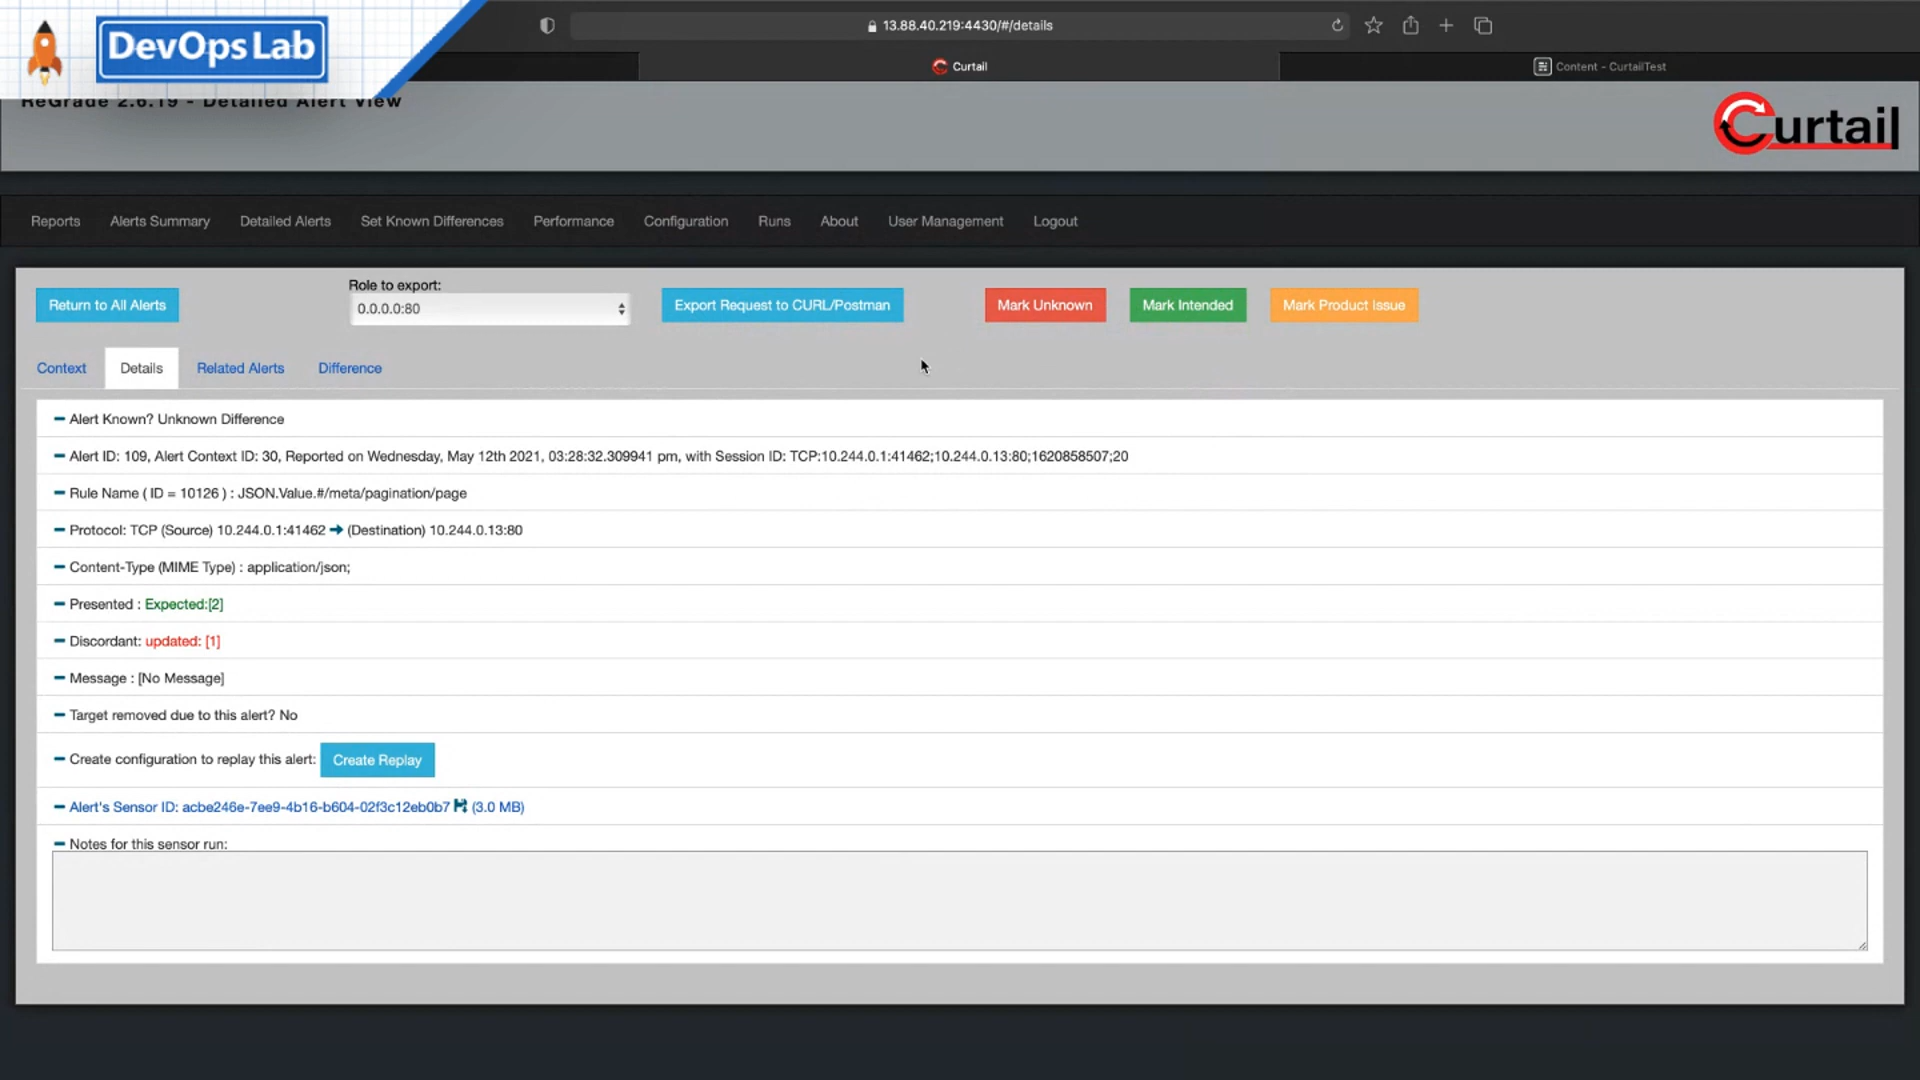 DevOps Lab
13.88.40.219:4430/#/details
Curtail
Content – CurtailTest
ReGrade 2.6.19 - Detailed Alert View
Curtail
Reports Alerts Summary Detailed Alerts Set Known Differences Performance Configuration Runs About User Management Logout
Role to export:
Return to All Alerts 0.0.0.0:80 Export Request to CURL/Postman Mark Unknown Mark Intended Mark Product Issue
Context Details Related Alerts Difference
Alert Known? Unknown Difference
Alert ID: 109, Alert Context ID: 30, Reported on Wednesday, May 12th 2021, 03:28:32.309941 pm, with Session ID: TCP:10.244.0.1:41462;10.244.0.13:80;1620858507;20
Rule Name ( ID = 10126 ) : JSON.Value.#/meta/pagination/page
Protocol: TCP (Source) 10.244.0.1:41462 ➔ (Destination) 10.244.0.13:80
Content-Type (MIME Type) : application/json;
Presented : Expected:[2]
Discordant: updated: [1]
Message : [No Message]
Target removed due to this alert? No
Create configuration to replay this alert: Create Replay
Alert's Sensor ID: acbe246e-7ee9-4b16-b604-02f3c12eb0b7 (3.0 MB)
Notes for this sensor run: